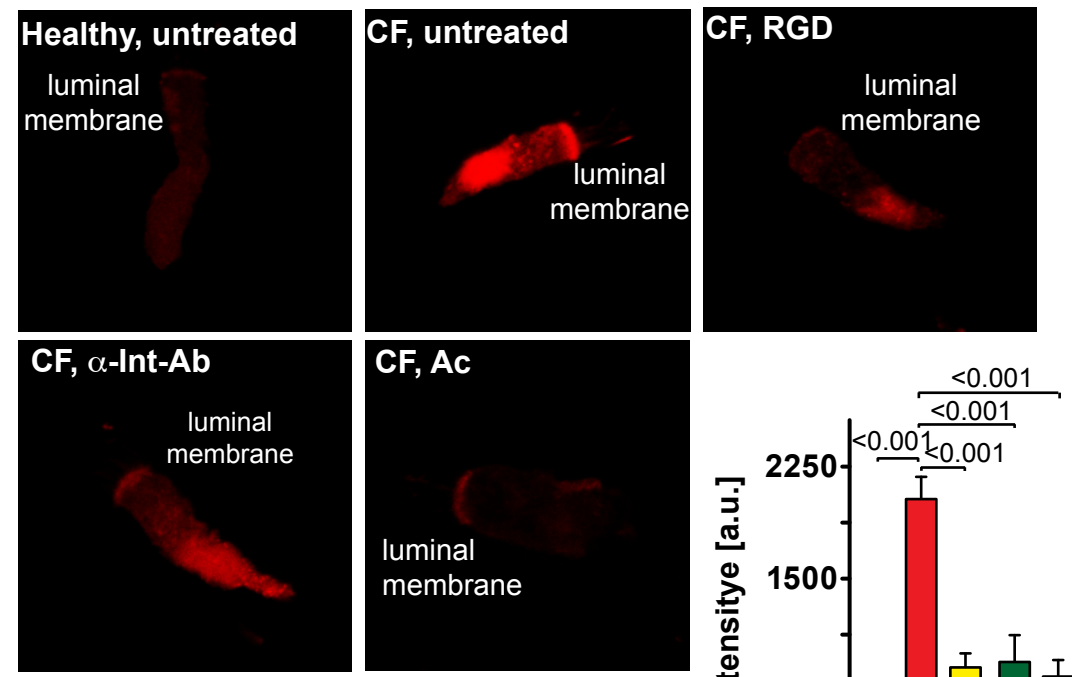 Healthy, untreated
luminal
membrane
CF, untreated
luminal
membrane
CF, RGD
luminal
membrane
CF, α-Int-Ab
luminal
membrane
CF, Ac
luminal
membrane
<0.001
<0.001
<0.001
<0.001
2250
1500
tensitye [a.u.]